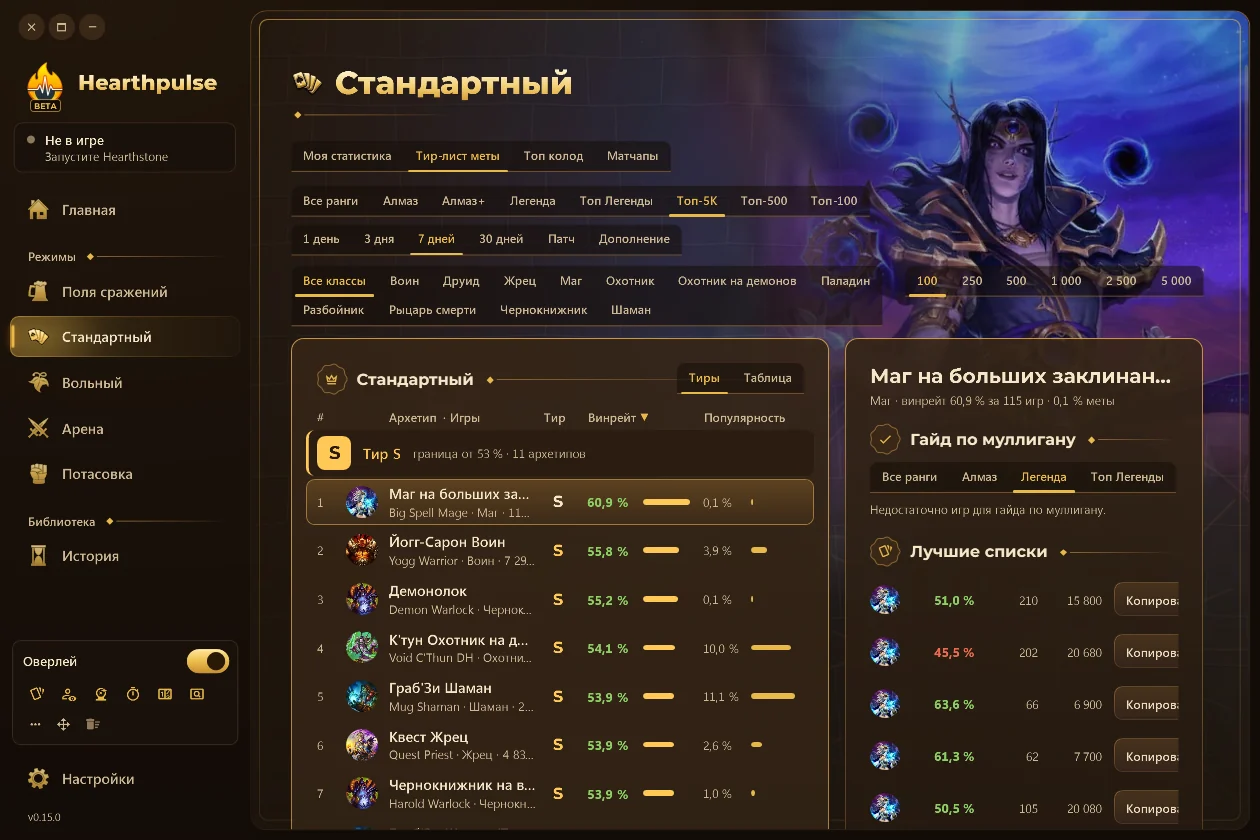 Hearthpulse
BETA
Не в игре
Запустите Hearthstone
Главная
Режимы
Поля сражений
Стандартный
Вольный
Арена
Потасовка
Библиотека
История
Оверлей
Настройки
v0.15.0
Стандартный
Моя статистика Тир-лист меты Топ колод Матчапы
Все ранги Алмаз Алмаз+ Легенда Топ Легенды Топ-5К Топ-500 Топ-100
1 день 3 дня 7 дней 30 дней Патч Дополнение
Все классы Воин Друид Жрец Маг Охотник Охотник на демонов Паладин
Разбойник Рыцарь смерти Чернокнижник Шаман
100 250 500 1 000 2 500 5 000
Стандартный
Тиры Таблица
# Архетип · Игры Тир Винрейт ▼ Популярность
S Тир S граница от 53 % · 11 архетипов
1 Маг на больших за... S 60,9 % 0,1 %
Big Spell Mage · Маг · 11...
2 Йогг-Сарон Воин S 55,8 % 3,9 %
Yogg Warrior · Воин · 7 29...
3 Демонолок S 55,2 % 0,1 %
Demon Warlock · Чернок...
4 К'тун Охотник на д... S 54,1 % 10,0 %
Void C'Thun DH · Охотни...
5 Граб'Зи Шаман S 53,9 % 11,1 %
Mug Shaman · Шаман · 2...
6 Квест Жрец S 53,9 % 2,6 %
Quest Priest · Жрец · 4 83...
7 Чернокнижник на в... S 53,9 % 1,0 %
Harold Warlock · Чернокн...
Маг на больших заклинан...
Маг · винрейт 60,9 % за 115 игр · 0,1 % меты
Гайд по муллигану
Все ранги Алмаз Легенда Топ Легенды
Недостаточно игр для гайда по муллигану.
Лучшие списки
51,0 % 210 15 800 Копирова
45,5 % 202 20 680 Копирова
63,6 % 66 6 900 Копирова
61,3 % 62 7 700 Копирова
50,5 % 105 20 080 Копирова